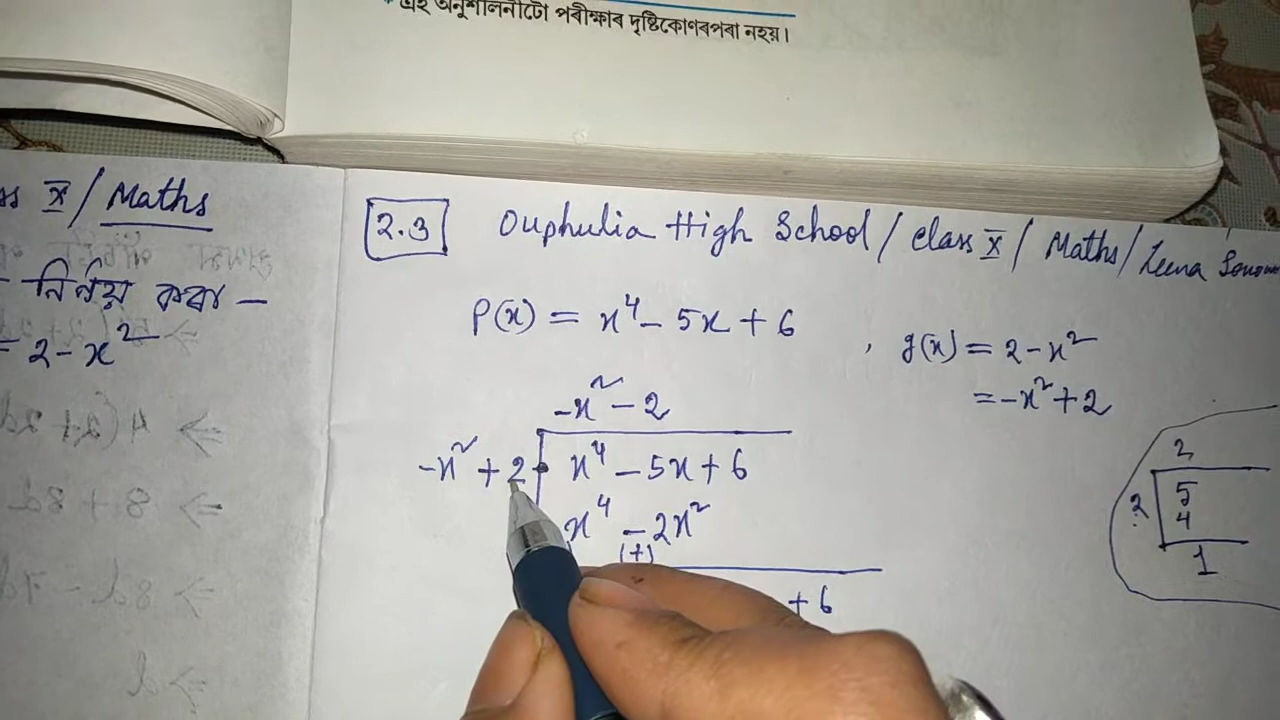 এই অনুশীলনীটো পৰীক্ষাৰ দৃষ্টিকোণৰপৰা নহয়।
x̄ / Maths
নিৰ্ণয় কৰা –
= 2 - x²
2.3 Ouphulia High School / Class X / Maths / Leena
P(x) = x⁴ - 5x + 6 , g(x) = 2 - x²
= -x² + 2
-x² - 2
-x² + 2 x⁴ - 5x + 6
x⁴ - 2x²
(+)
+ 6
2
2 5
4
1